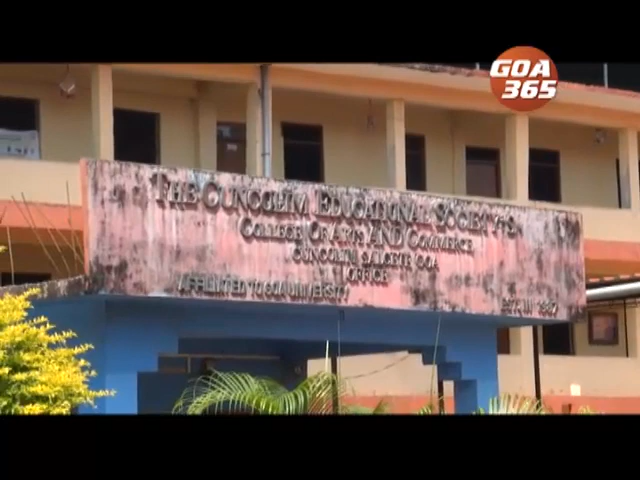 GOA
365
THE CUNCOLIM EDUCATIONAL SOCIETY'S
COLLEGE OF ARTS AND COMMERCE
CUNCOLIM SALCETE GOA
OFFICE
AFFILIATED TO GOA UNIVERSITY